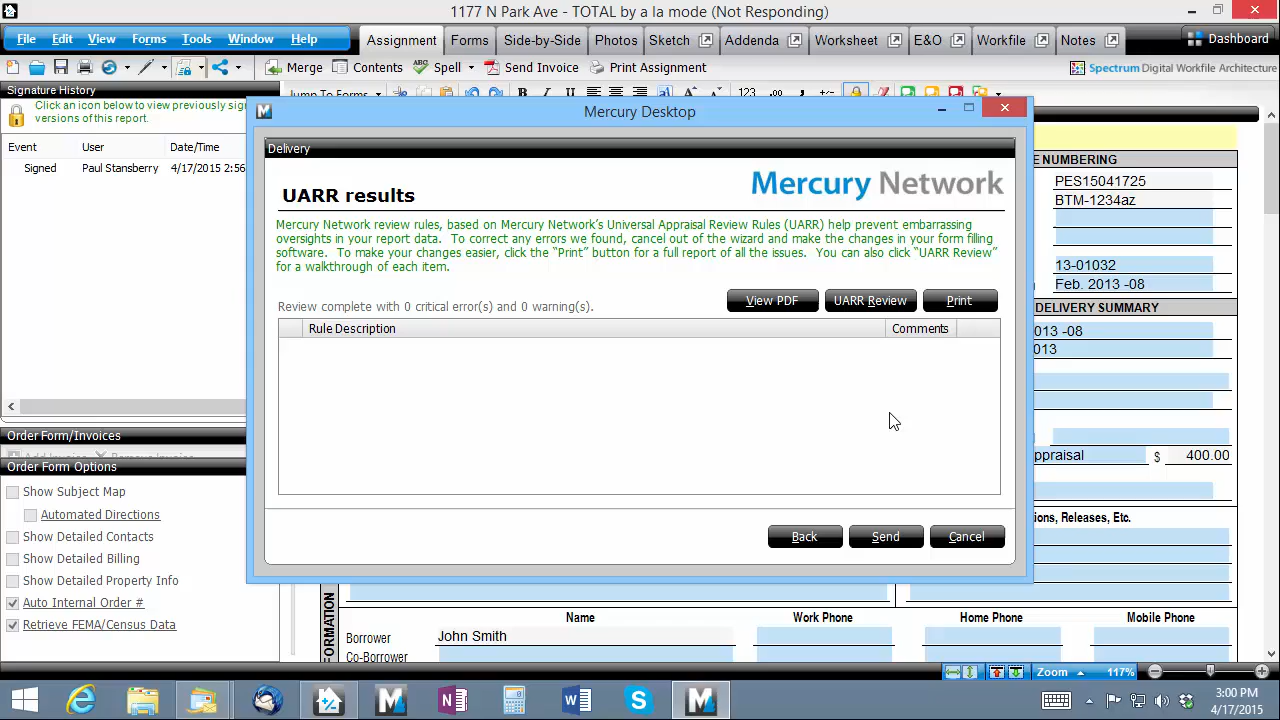 1177 N Park Ave - TOTAL by a la mode (Not Responding)
File Edit View Forms Tools Window Help
Assignment Forms Side-by-Side Photos Sketch Addenda Worksheet E&O Workfile Notes Dashboard
Merge Contents Spell Send Invoice Print Assignment
Spectrum Digital Workfile Architecture
Signature History
Jump To Forms
Click an icon below to view previously
versions of this report.
Event User Date/Time
Signed Paul Stansberry 4/17/2015 2:56
Mercury Desktop
Delivery
UARR results
Mercury Network
Mercury Network review rules, based on Mercury Network's Universal Appraisal Review Rules (UARR) help prevent embarrassing
oversights in your report data. To correct any errors we found, cancel out of the wizard and make the changes in your form filling
software. To make your changes easier, click the "Print" button for a full report of all the issues. You can also click "UARR Review"
for a walkthrough of each item.
Review complete with 0 critical error(s) and 0 warning(s).
View PDF UARR Review Print
Rule Description Comments
Back Send Cancel
E NUMBERING
PES15041725
BTM-1234az
13-01032
Feb. 2013 -08
DELIVERY SUMMARY
013 -08
013
ppraisal $ 400.00
ions, Releases, Etc.
Order Form/Invoices
Add Invoice Remove Invoice
Order Form Options
Show Subject Map
Automated Directions
Show Detailed Contacts
Show Detailed Billing
Show Detailed Property Info
Auto Internal Order #
Retrieve FEMA/Census Data
FORMATION
Name Work Phone Home Phone Mobile Phone
Borrower John Smith
Co-Borrower
Zoom 117%
3:00 PM
4/17/2015